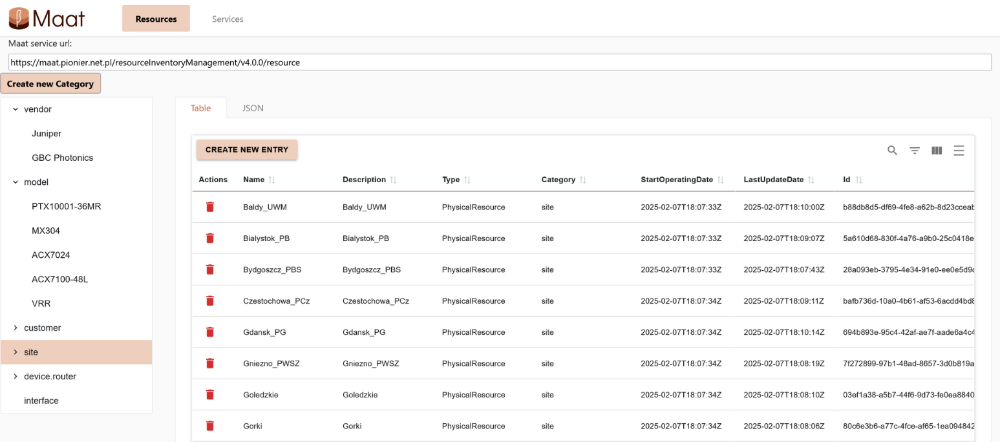 Maat
Resources
Services
Maat service url:
https://maat.pionier.net.pl/resourceInventoryManagement/v4.0.0/resource
Create new Category
vendor
Juniper
GBC Photonics
model
PTX10001-36MR
MX304
ACX7024
ACX7100-48L
VRR
customer
site
device.router
interface
Table
JSON
CREATE NEW ENTRY
Actions Name Description Type Category StartOperatingDate LastUpdateDate Id
Baldy_UWM Baldy_UWM PhysicalResource site 2025-02-07T18:07:33Z 2025-02-07T18:10:00Z b88db8d5-df69-4fe8-a62b-8d23cceab
Bialystok_PB Bialystok_PB PhysicalResource site 2025-02-07T18:07:33Z 2025-02-07T18:09:07Z 5a610d68-830f-4a76-a9b0-25c0418e
Bydgoszcz_PBS Bydgoszcz_PBS PhysicalResource site 2025-02-07T18:07:33Z 2025-02-07T18:07:43Z 28a093eb-3795-4e34-91e0-ee0e5d9c
Czestochowa_PCz Czestochowa_PCz PhysicalResource site 2025-02-07T18:07:34Z 2025-02-07T18:09:11Z bafb736d-10a0-4b61-af53-6acdd4bd8
Gdansk_PG Gdansk_PG PhysicalResource site 2025-02-07T18:07:34Z 2025-02-07T18:10:14Z 694b893e-95c4-42af-ae7f-aade6a4c4
Gniezno_PWSZ Gniezno_PWSZ PhysicalResource site 2025-02-07T18:07:34Z 2025-02-07T18:08:19Z 7f272899-97b1-48ad-8657-3d0b819a
Goledzkie Goledzkie PhysicalResource site 2025-02-07T18:07:34Z 2025-02-07T18:08:10Z 03ef1a38-a5b7-44f6-9d73-fe0ea8840
Gorki Gorki PhysicalResource site 2025-02-07T18:07:34Z 2025-02-07T18:08:06Z 80c6e3b6-a77c-4fce-af65-1ea094842